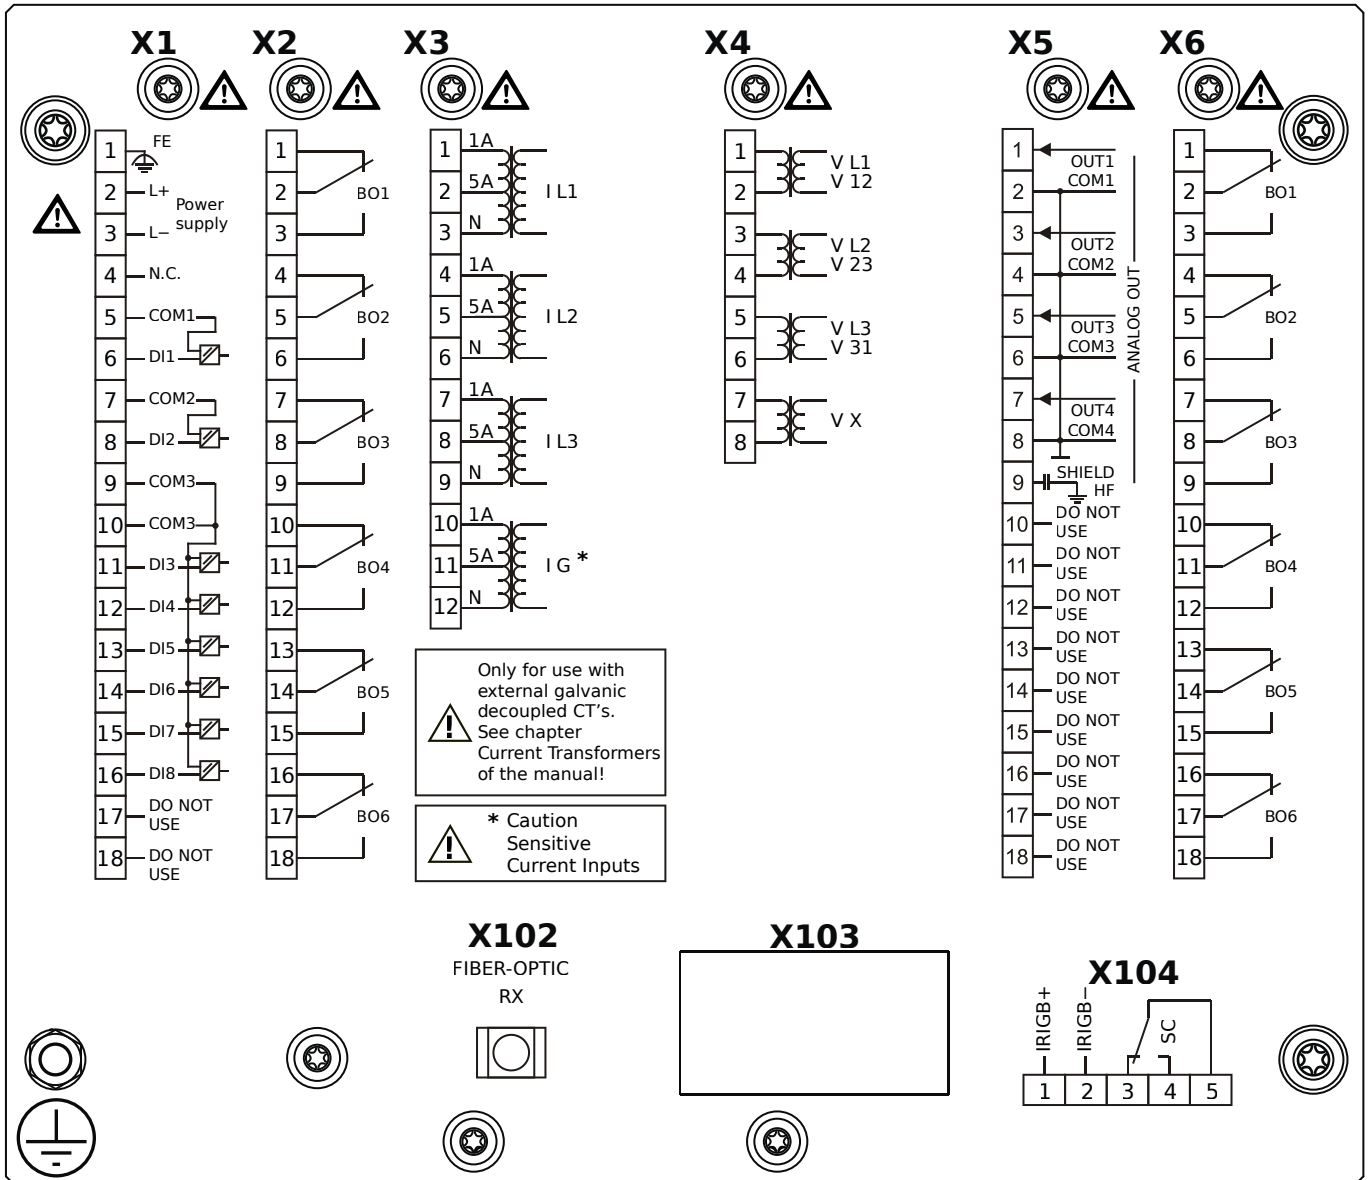 X1 X2 X3 X4 X5 X6
1 FE
2 L+
Power
supply
3 L−
4 N.C.
5 COM1
6 DI1
7 COM2
8 DI2
9 COM3
10 COM3
11 DI3
12 DI4
13 DI5
14 DI6
15 DI7
16 DI8
17 DO NOT
USE
18 DO NOT
USE
1
2 BO1
3
4
5 BO2
6
7
8 BO3
9
10
11 BO4
12
13
14 BO5
15
16
17 BO6
18
1 1A
2 5A I L1
3 N
4 1A
5 5A I L2
6 N
7 1A
8 5A I L3
9 N
10 1A
11 5A I G *
12 N
Only for use with
external galvanic
decoupled CT's.
See chapter
Current Transformers
of the manual!
* Caution
Sensitive
Current Inputs
1 V L1
2 V 12
3 V L2
4 V 23
5 V L3
6 V 31
7 V X
8
1 OUT1
2 COM1
3 OUT2
4 COM2
5 OUT3
6 COM3
7 OUT4
8 COM4
ANALOG OUT
9 SHIELD
HF
10 DO NOT
USE
11 DO NOT
USE
12 DO NOT
USE
13 DO NOT
USE
14 DO NOT
USE
15 DO NOT
USE
16 DO NOT
USE
17 DO NOT
USE
18 DO NOT
USE
1
2 BO1
3
4
5 BO2
6
7
8 BO3
9
10
11 BO4
12
13
14 BO5
15
16
17 BO6
18
X102
FIBER-OPTIC
RX
X103
X104
IRIGB+
IRIGB−
SC
1 2 3 4 5